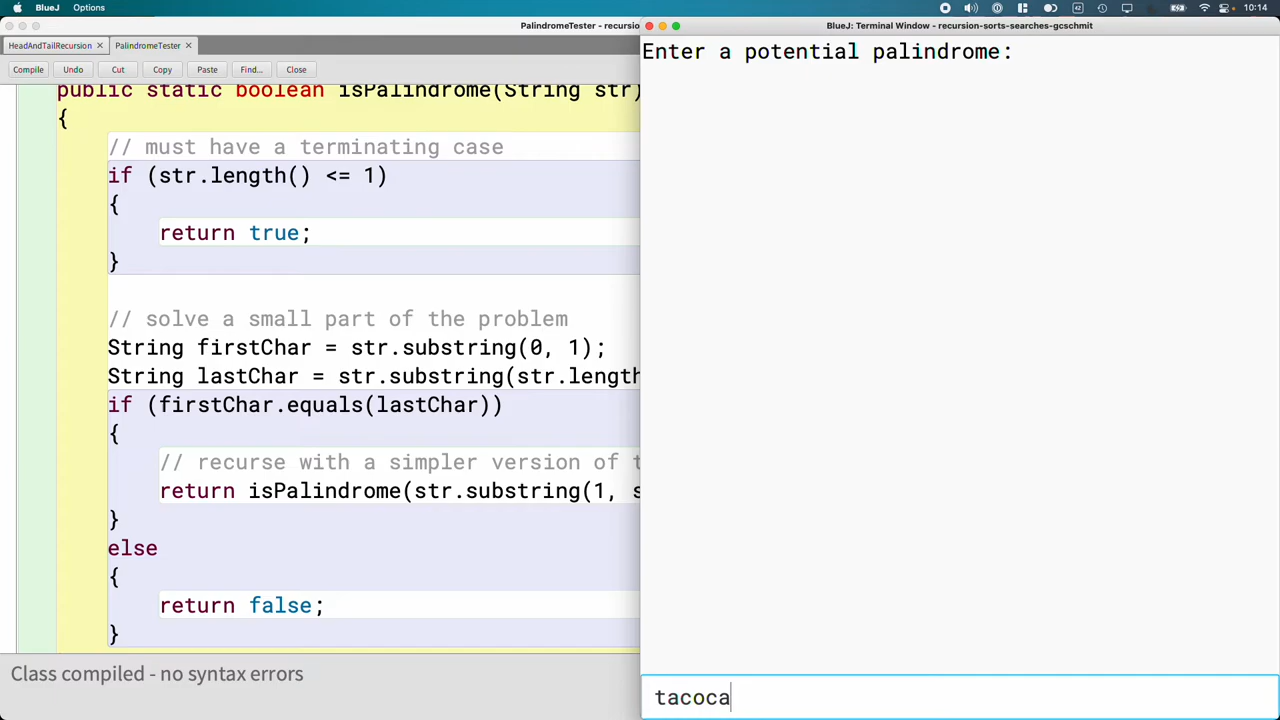 BlueJ Options 10:14
PalindromeTester - recursio
BlueJ: Terminal Window - recursion-sorts-searches-gcschmit
HeadAndTailRecursion × PalindromeTester ×
Compile Undo Cut Copy Paste Find... Close
public static boolean isPalindrome(String str)
{
// must have a terminating case
if (str.length() <= 1)
{
return true;
}
// solve a small part of the problem
String firstChar = str.substring(0, 1);
String lastChar = str.substring(str.length
if (firstChar.equals(lastChar))
{
// recurse with a simpler version of t
return isPalindrome(str.substring(1, s
}
else
{
return false;
}
Class compiled - no syntax errors
Enter a potential palindrome:
tacoca